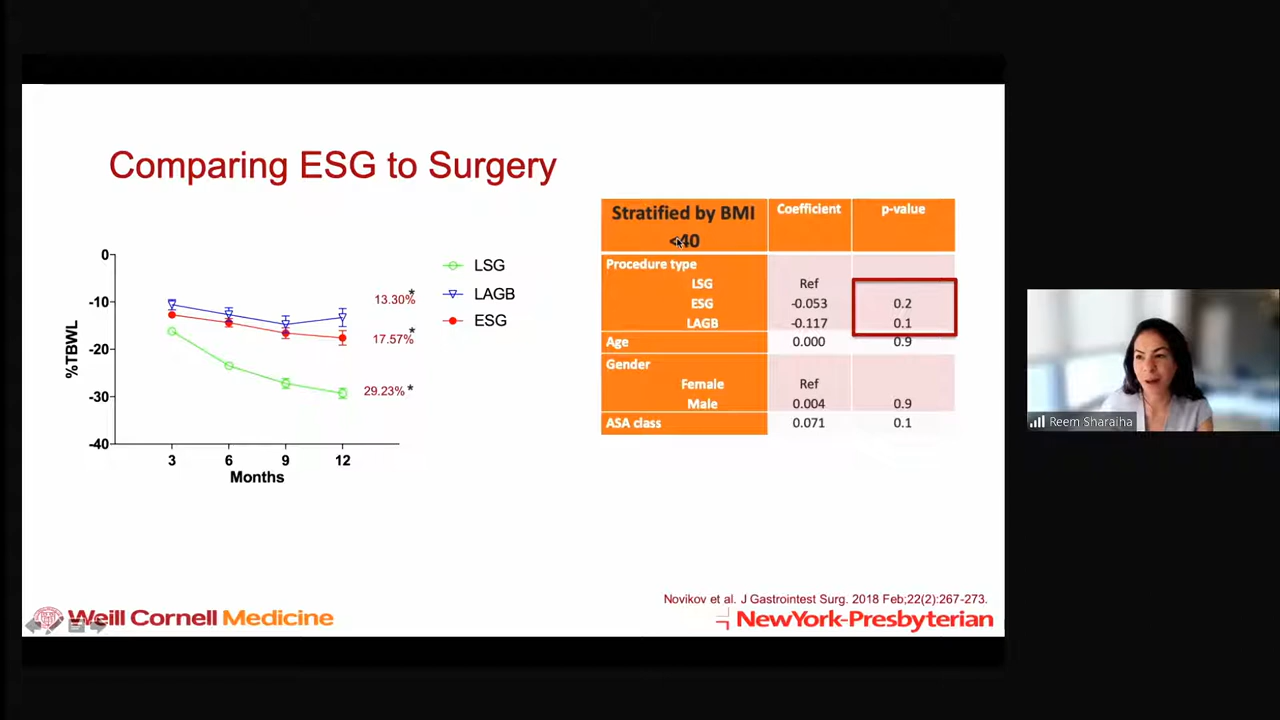 Comparing ESG to Surgery
0
-10
-20
-30
-40
%TBWL
3 6 9 12
Months
13.30% *
17.57% *
29.23% *
LSG
LAGB
ESG
Stratified by BMI Coefficient p-value
<40
Procedure type
LSG Ref
ESG -0.053 0.2
LAGB -0.117 0.1
Age 0.000 0.9
Gender
Female Ref
Male 0.004 0.9
ASA class 0.071 0.1
Reem Sharaiha
Novikov et al. J Gastrointest Surg. 2018 Feb;22(2):267-273.
Weill Cornell Medicine
NewYork-Presbyterian